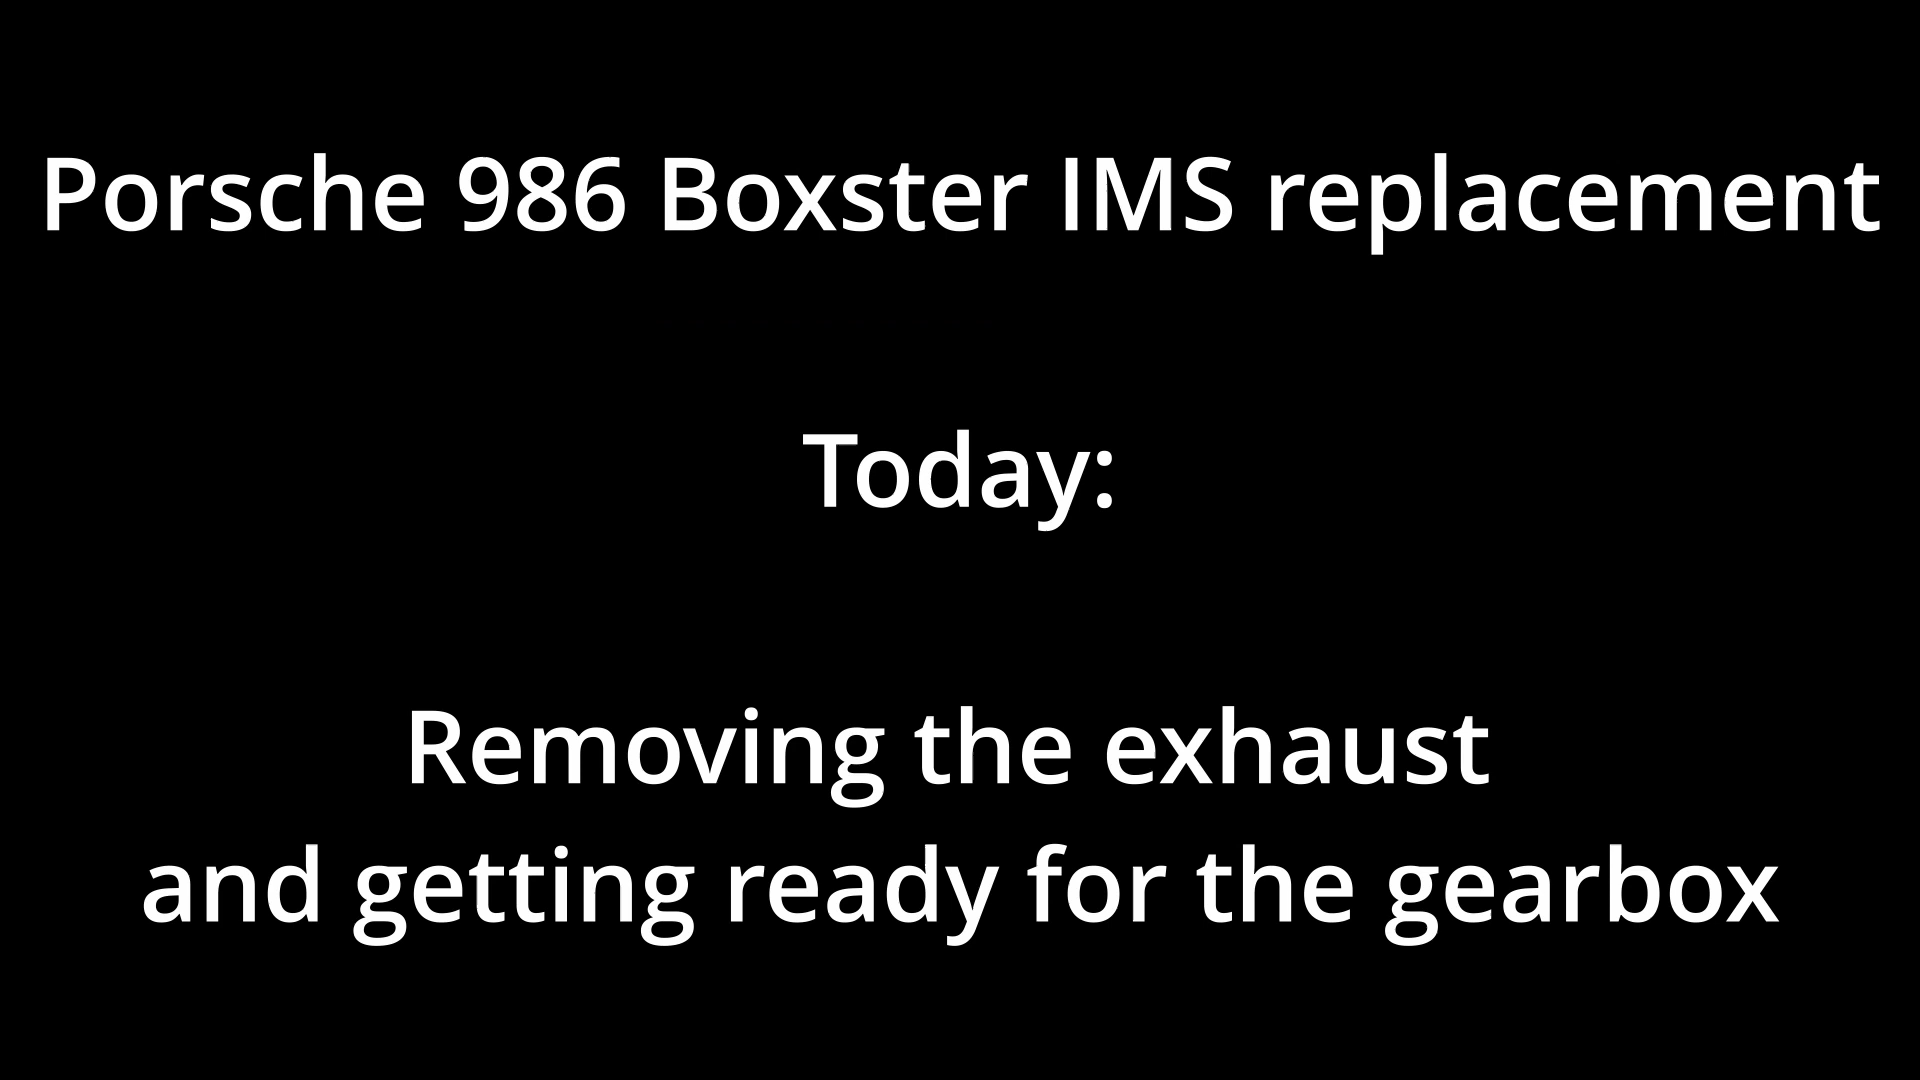 Porsche 986 Boxster IMS replacement
Today:
Removing the exhaust
and getting ready for the gearbox